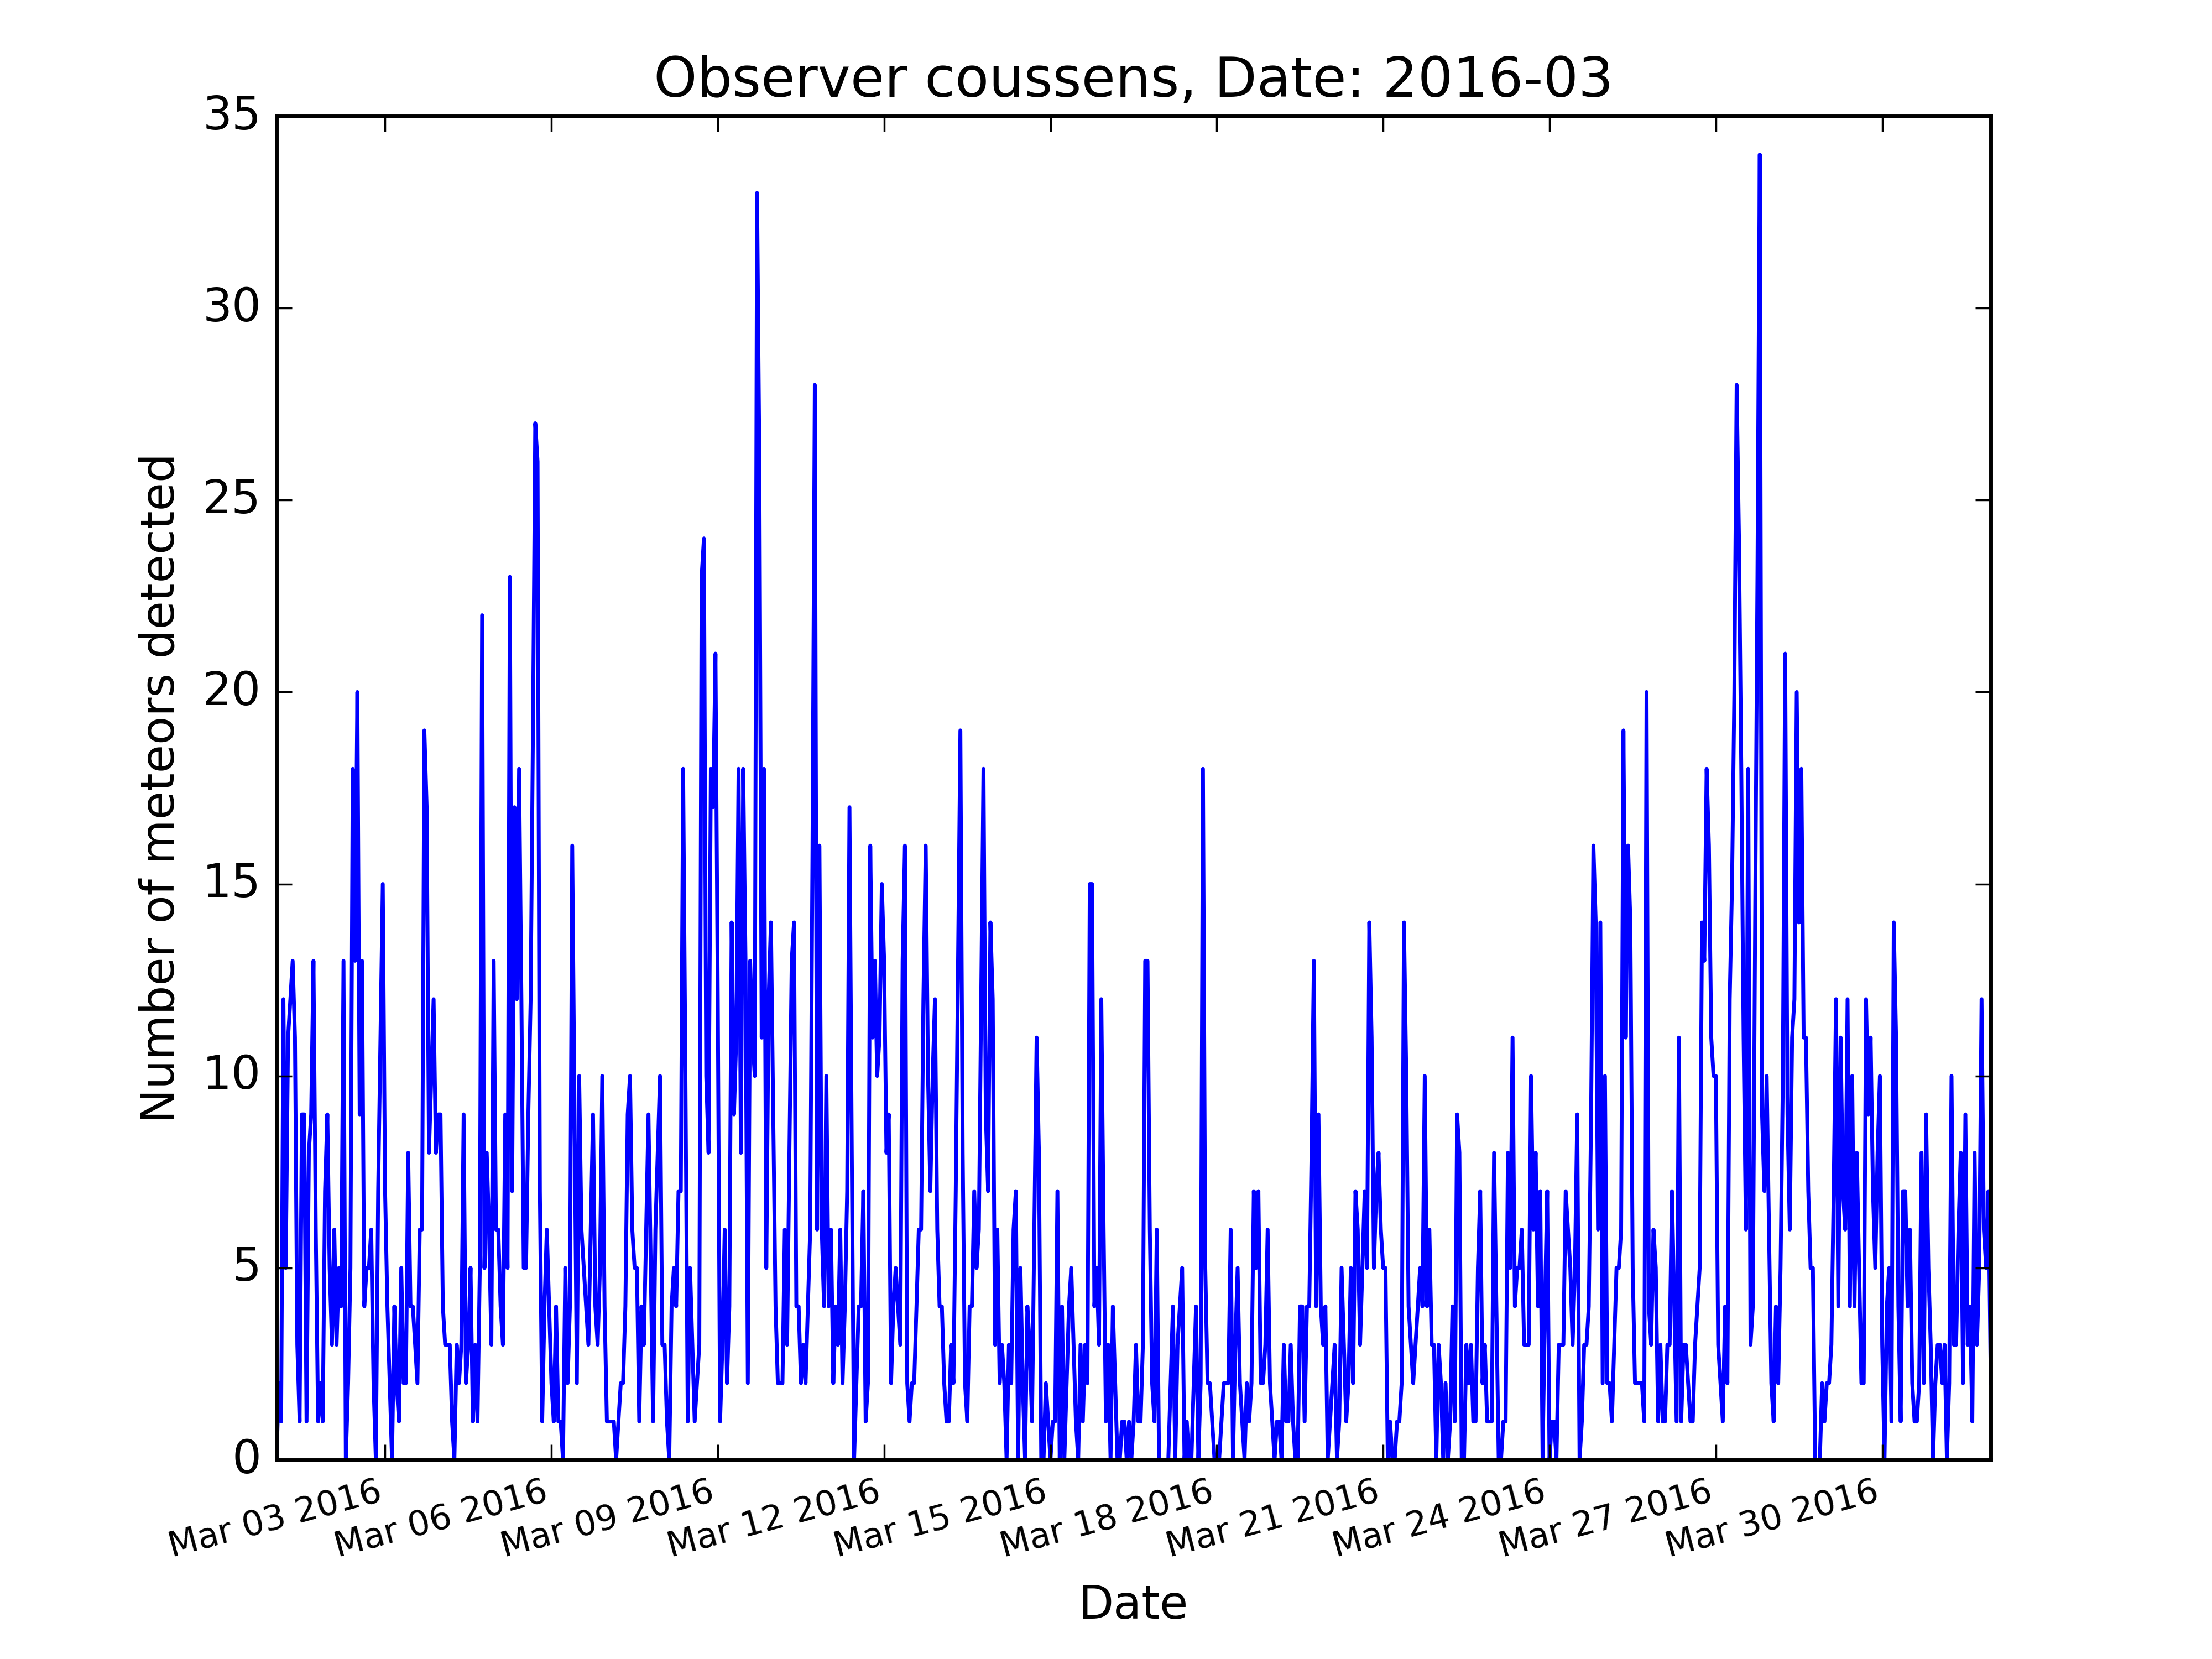 Observer coussens, Date: 2016-03
Number of meteors detected
35
30
25
20
15
10
5
0
Mar 03 2016
Mar 06 2016
Mar 09 2016
Mar 12 2016
Mar 15 2016
Mar 18 2016
Mar 21 2016
Mar 24 2016
Mar 27 2016
Mar 30 2016
Date